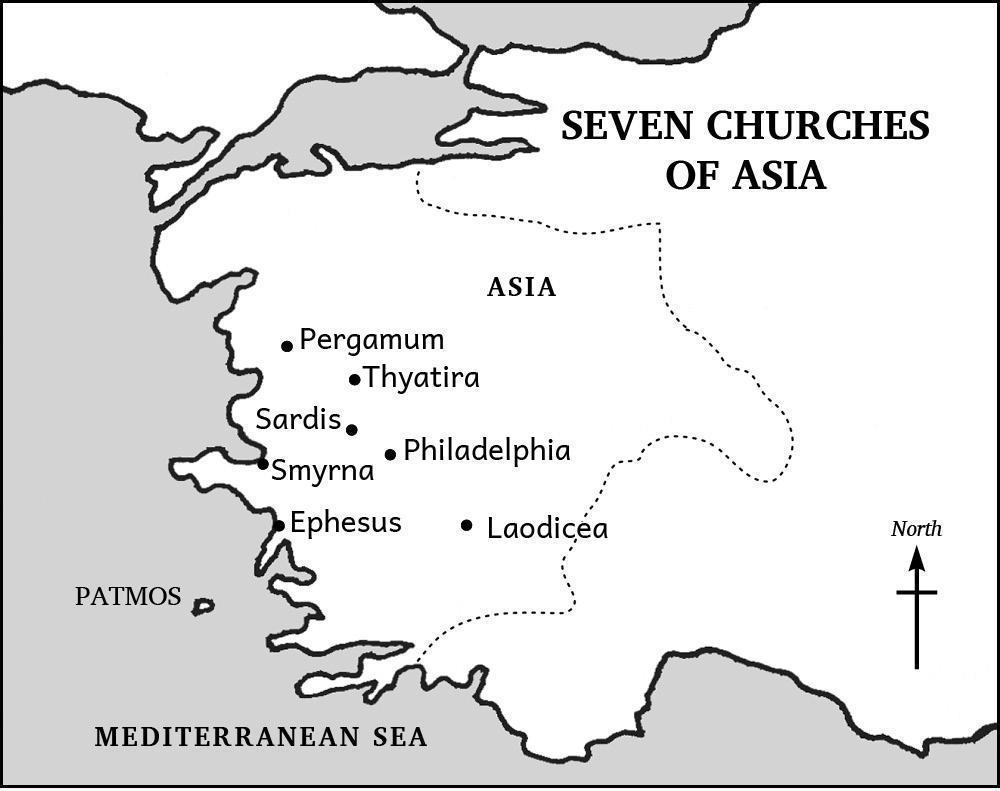 SEVEN CHURCHES
OF ASIA
ASIA
Pergamum
Thyatira
Sardis
Philadelphia
Smyrna
Ephesus
Laodicea
North
PATMOS
MEDITERRANEAN SEA